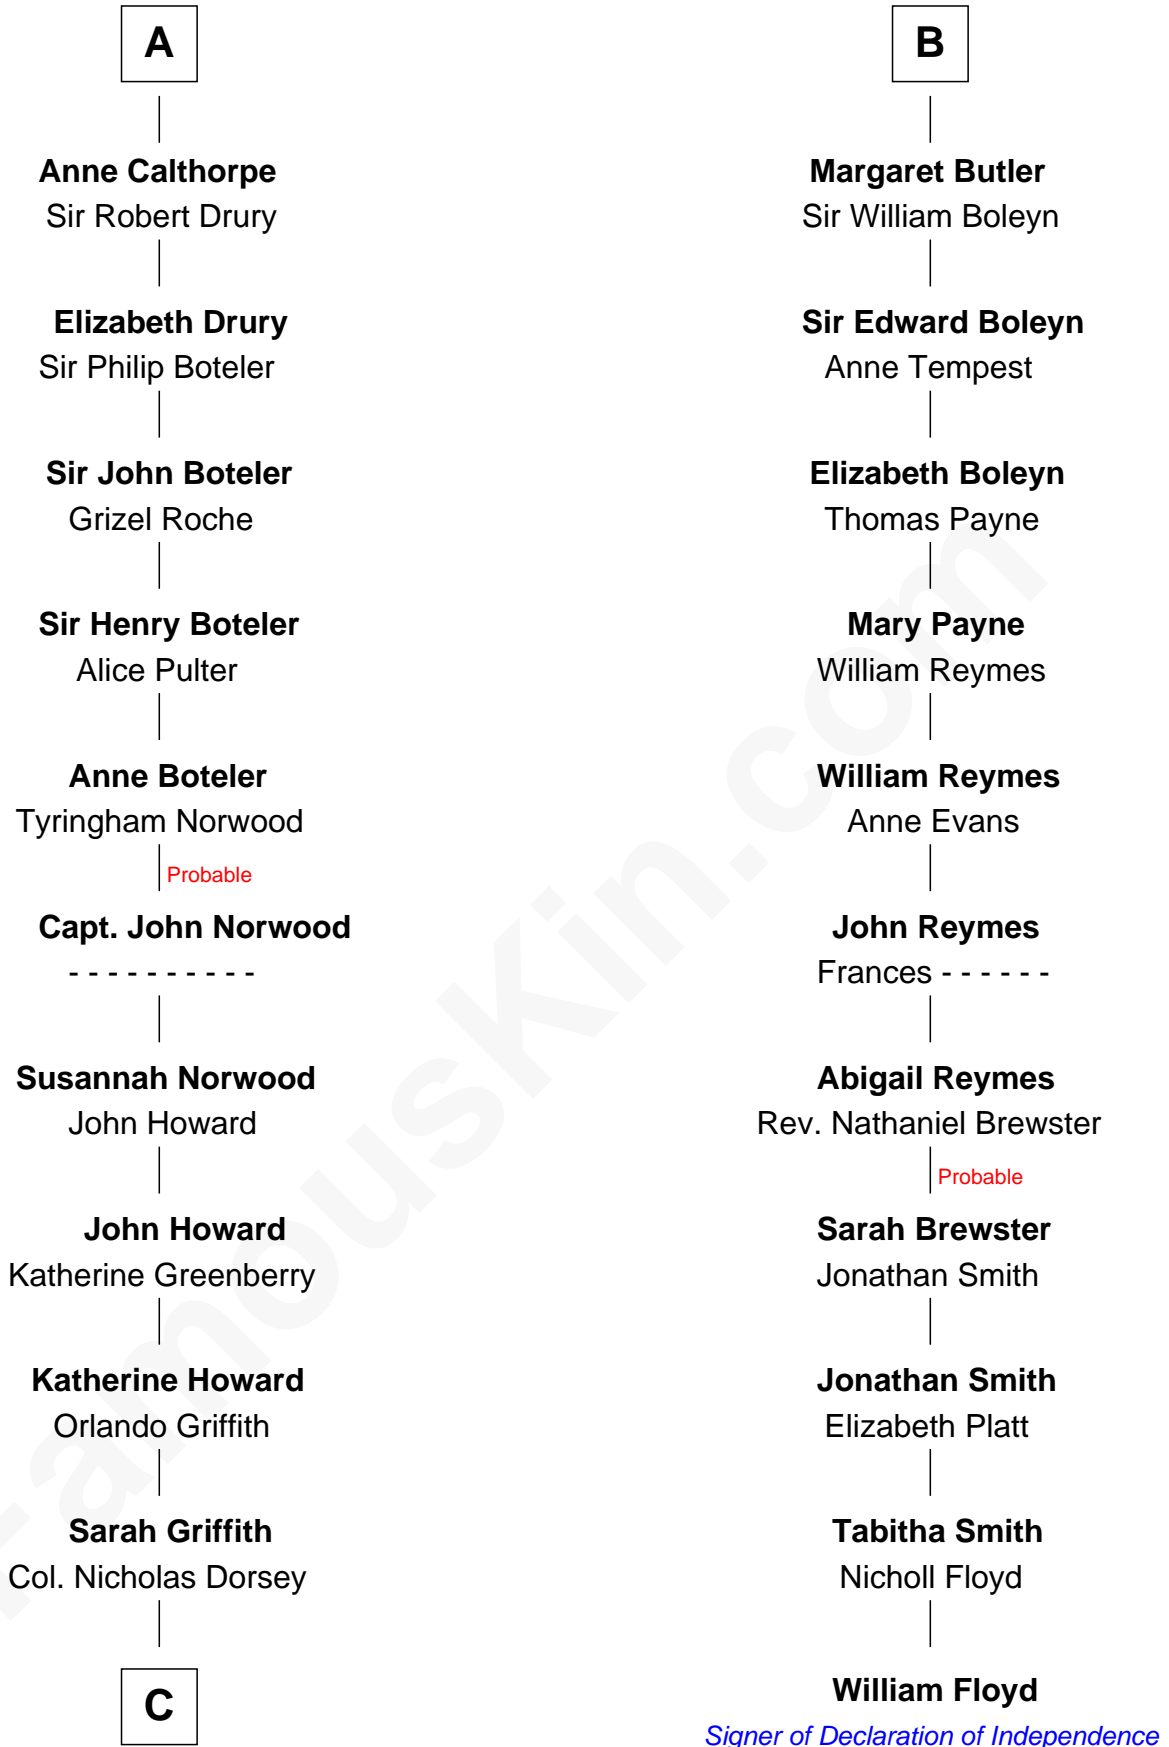 A
Anne Calthorpe
Sir Robert Drury
Elizabeth Drury
Sir Philip Boteler
Sir John Boteler
Grizel Roche
Sir Henry Boteler
Alice Pulter
Anne Boteler
Tyringham Norwood
Probable
Capt. John Norwood
- - - - - - - - - -
Susannah Norwood
John Howard
John Howard
Katherine Greenberry
Katherine Howard
Orlando Griffith
Sarah Griffith
Col. Nicholas Dorsey
C
B
Margaret Butler
Sir William Boleyn
Sir Edward Boleyn
Anne Tempest
Elizabeth Boleyn
Thomas Payne
Mary Payne
William Reymes
William Reymes
Anne Evans
John Reymes
Frances - - - - - -
Abigail Reymes
Rev. Nathaniel Brewster
Probable
Sarah Brewster
Jonathan Smith
Jonathan Smith
Elizabeth Platt
Tabitha Smith
Nicholl Floyd
William Floyd
Signer of Declaration of Independence
FamousKin.com